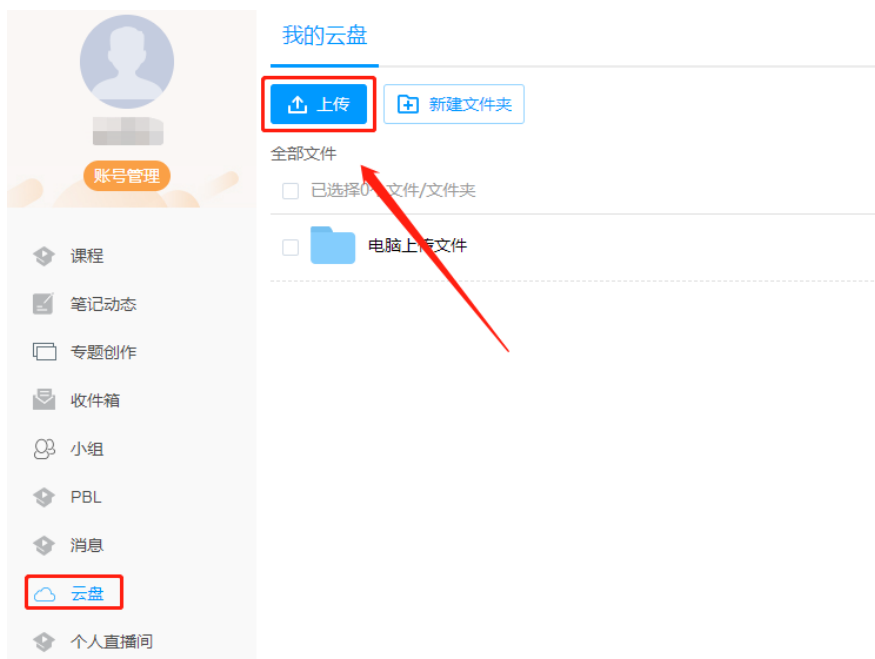 账号管理
课程
笔记动态
专题创作
收件箱
小组
PBL
消息
云盘
个人直播间
我的云盘
上传
新建文件夹
全部文件
已选择0个文件/文件夹
电脑上传文件